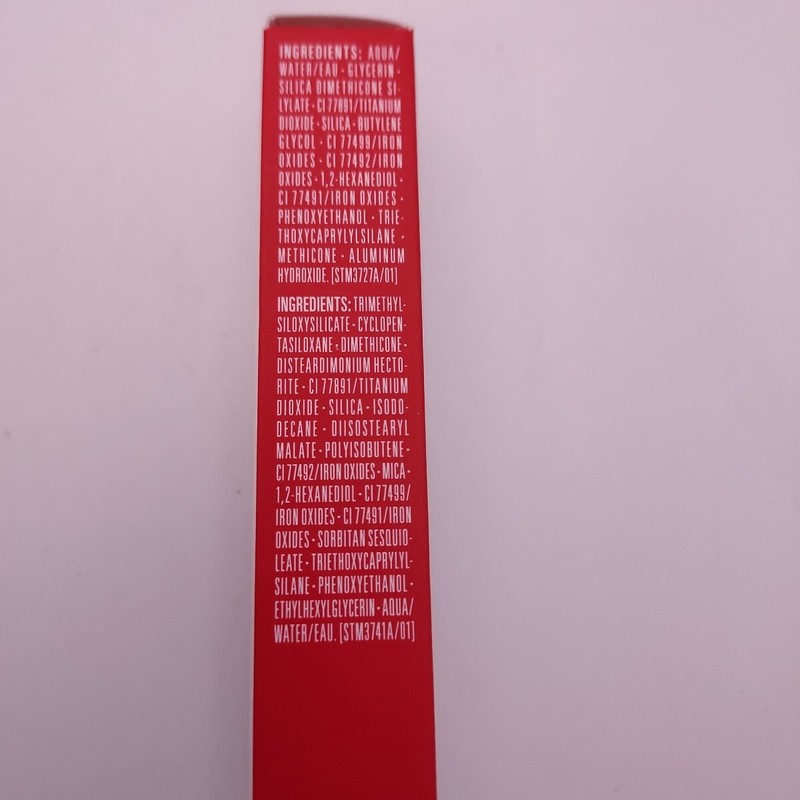 INGREDIENTS: AQUA/
WATER/EAU • GLYCERIN •
SILICA DIMETHICONE SI-
LYLATE • CI 77891/TITANIUM
DIOXIDE • SILICA • BUTYLENE
GLYCOL • CI 77499/IRON
OXIDES • CI 77492/IRON
OXIDES • 1,2-HEXANEDIOL •
CI 77491/IRON OXIDES •
PHENOXYETHANOL • TRIE-
THOXYCAPRYLYLSILANE •
METHICONE • ALUMINUM
HYDROXIDE. [STM3727A/01]
INGREDIENTS: TRIMETHYL-
SILOXYSILICATE • CYCLOPEN-
TASILOXANE • DIMETHICONE •
DISTEARDIMONIUM HECTO-
RITE • CI 77891/TITANIUM
DIOXIDE • SILICA • ISODO-
DECANE • DIISOSTEARYL
MALATE • POLYISOBUTENE •
CI 77492/IRON OXIDES • MICA •
1,2-HEXANEDIOL • CI 77499/
IRON OXIDES • CI 77491/IRON
OXIDES • SORBITAN SESQUIO-
LEATE • TRIETHOXYCAPRYLYL-
SILANE • PHENOXYETHANOL •
ETHYLHEXYLGLYCERIN • AQUA/
WATER/EAU. [STM3741A/01]